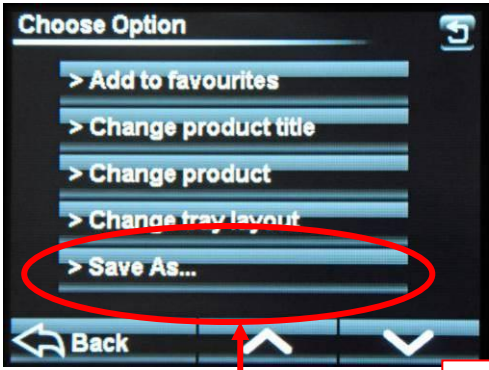 Choose Option
> Add to favourites
> Change product title
> Change product
> Change tray layout
> Save As...
Back